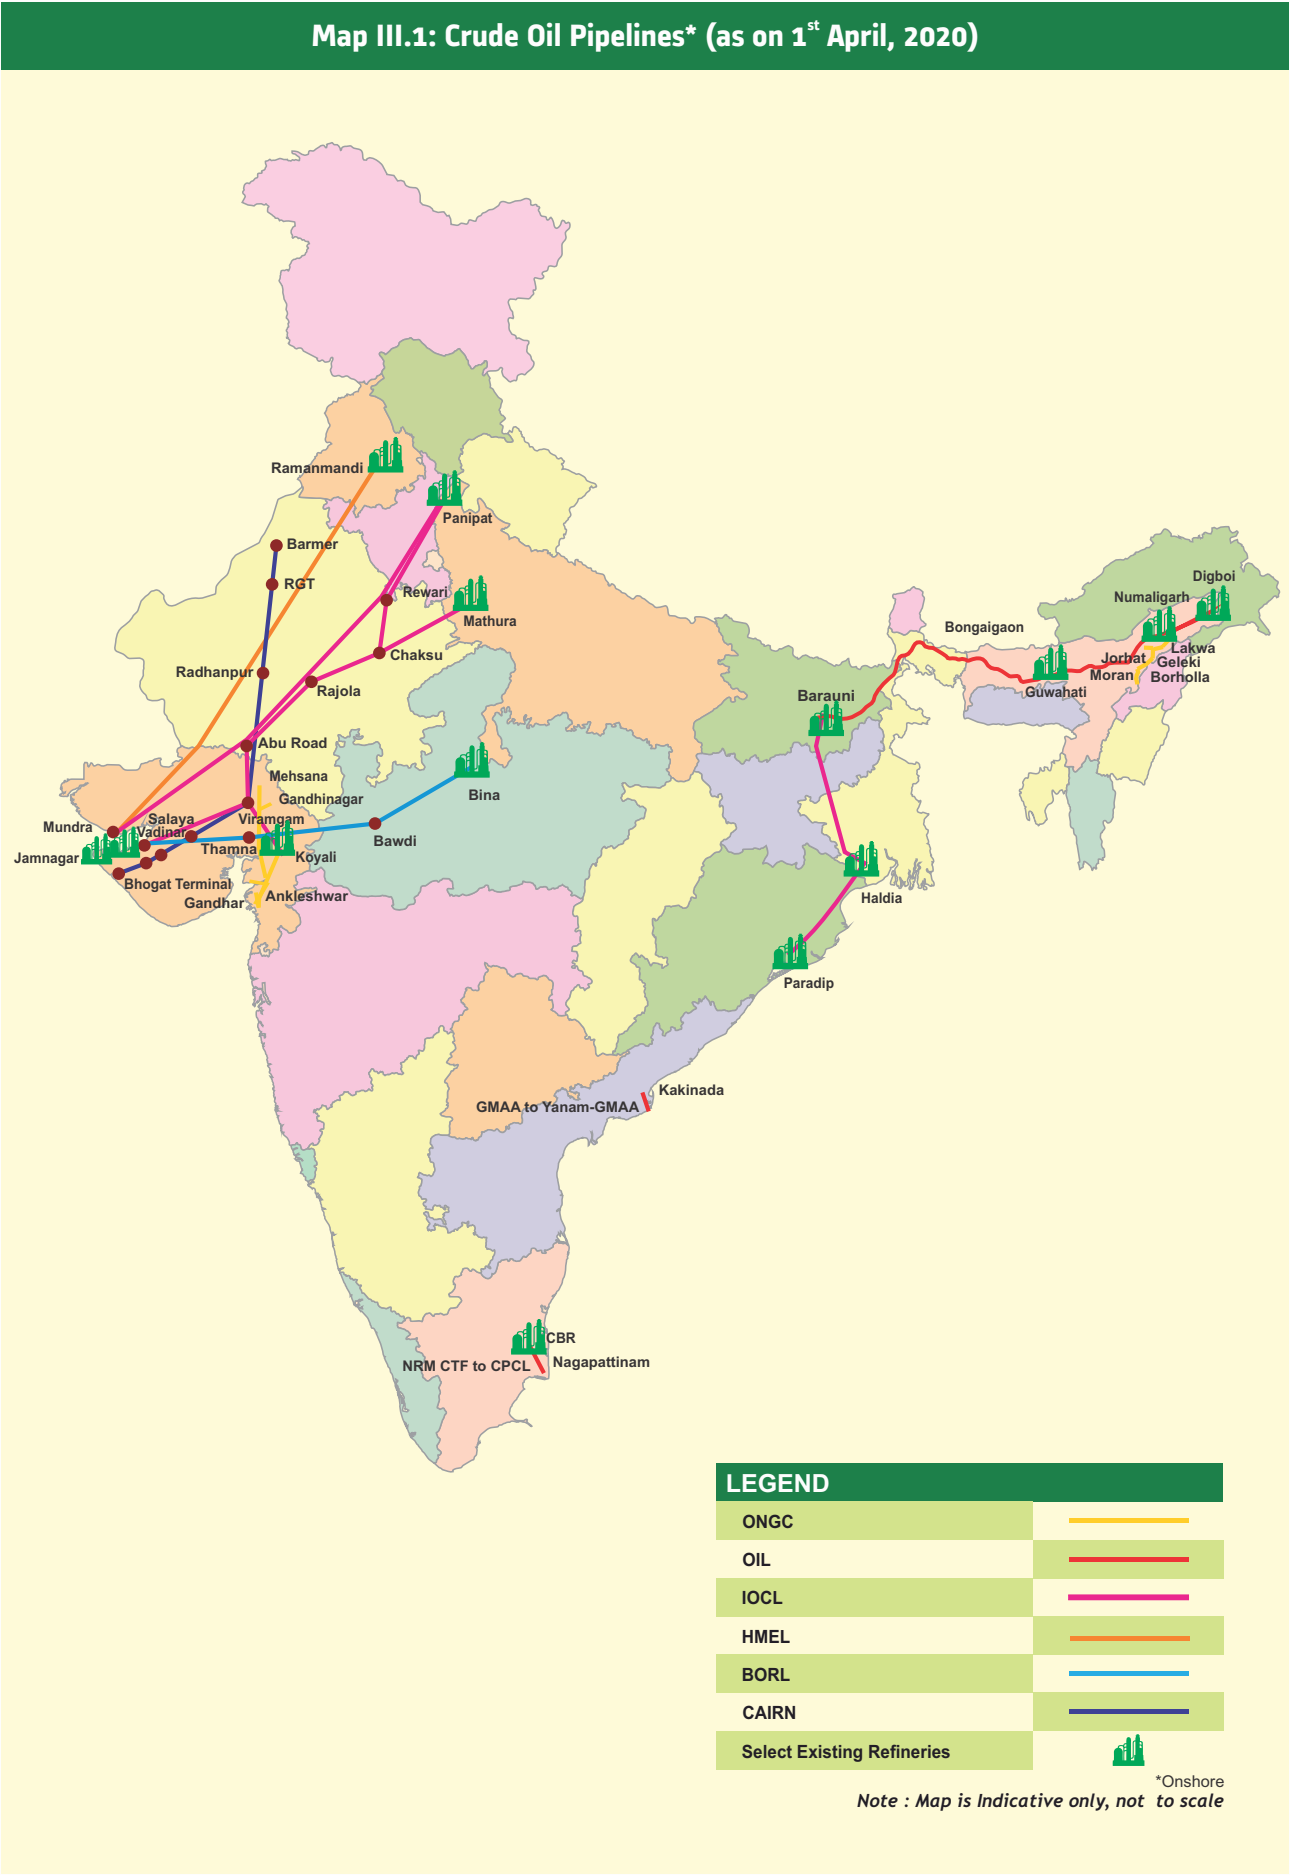 Map III.1: Crude Oil Pipelines* (as on 1st April, 2020)
Ramanmandi
Panipat
Barmer
RGT
Rewari
Mathura
Digboi
Numaligarh
Bongaigaon
Lakwa
Jorhat
Geleki
Moran
Borholla
Guwahati
Chaksu
Radhanpur
Rajola
Barauni
Abu Road
Mehsana
Gandhinagar
Bina
Salaya
Viramgam
Mundra
Vadinar
Bawdi
Thamna
Koyali
Jamnagar
Bhogat Terminal
Ankleshwar
Gandhar
Haldia
Paradip
Kakinada
GMAA to Yanam-GMAA
CBR
Nagapattinam
NRM CTF to CPCL
LEGEND
ONGC
OIL
IOCL
HMEL
BORL
CAIRN
Select Existing Refineries
*Onshore
Note : Map is Indicative only, not to scale